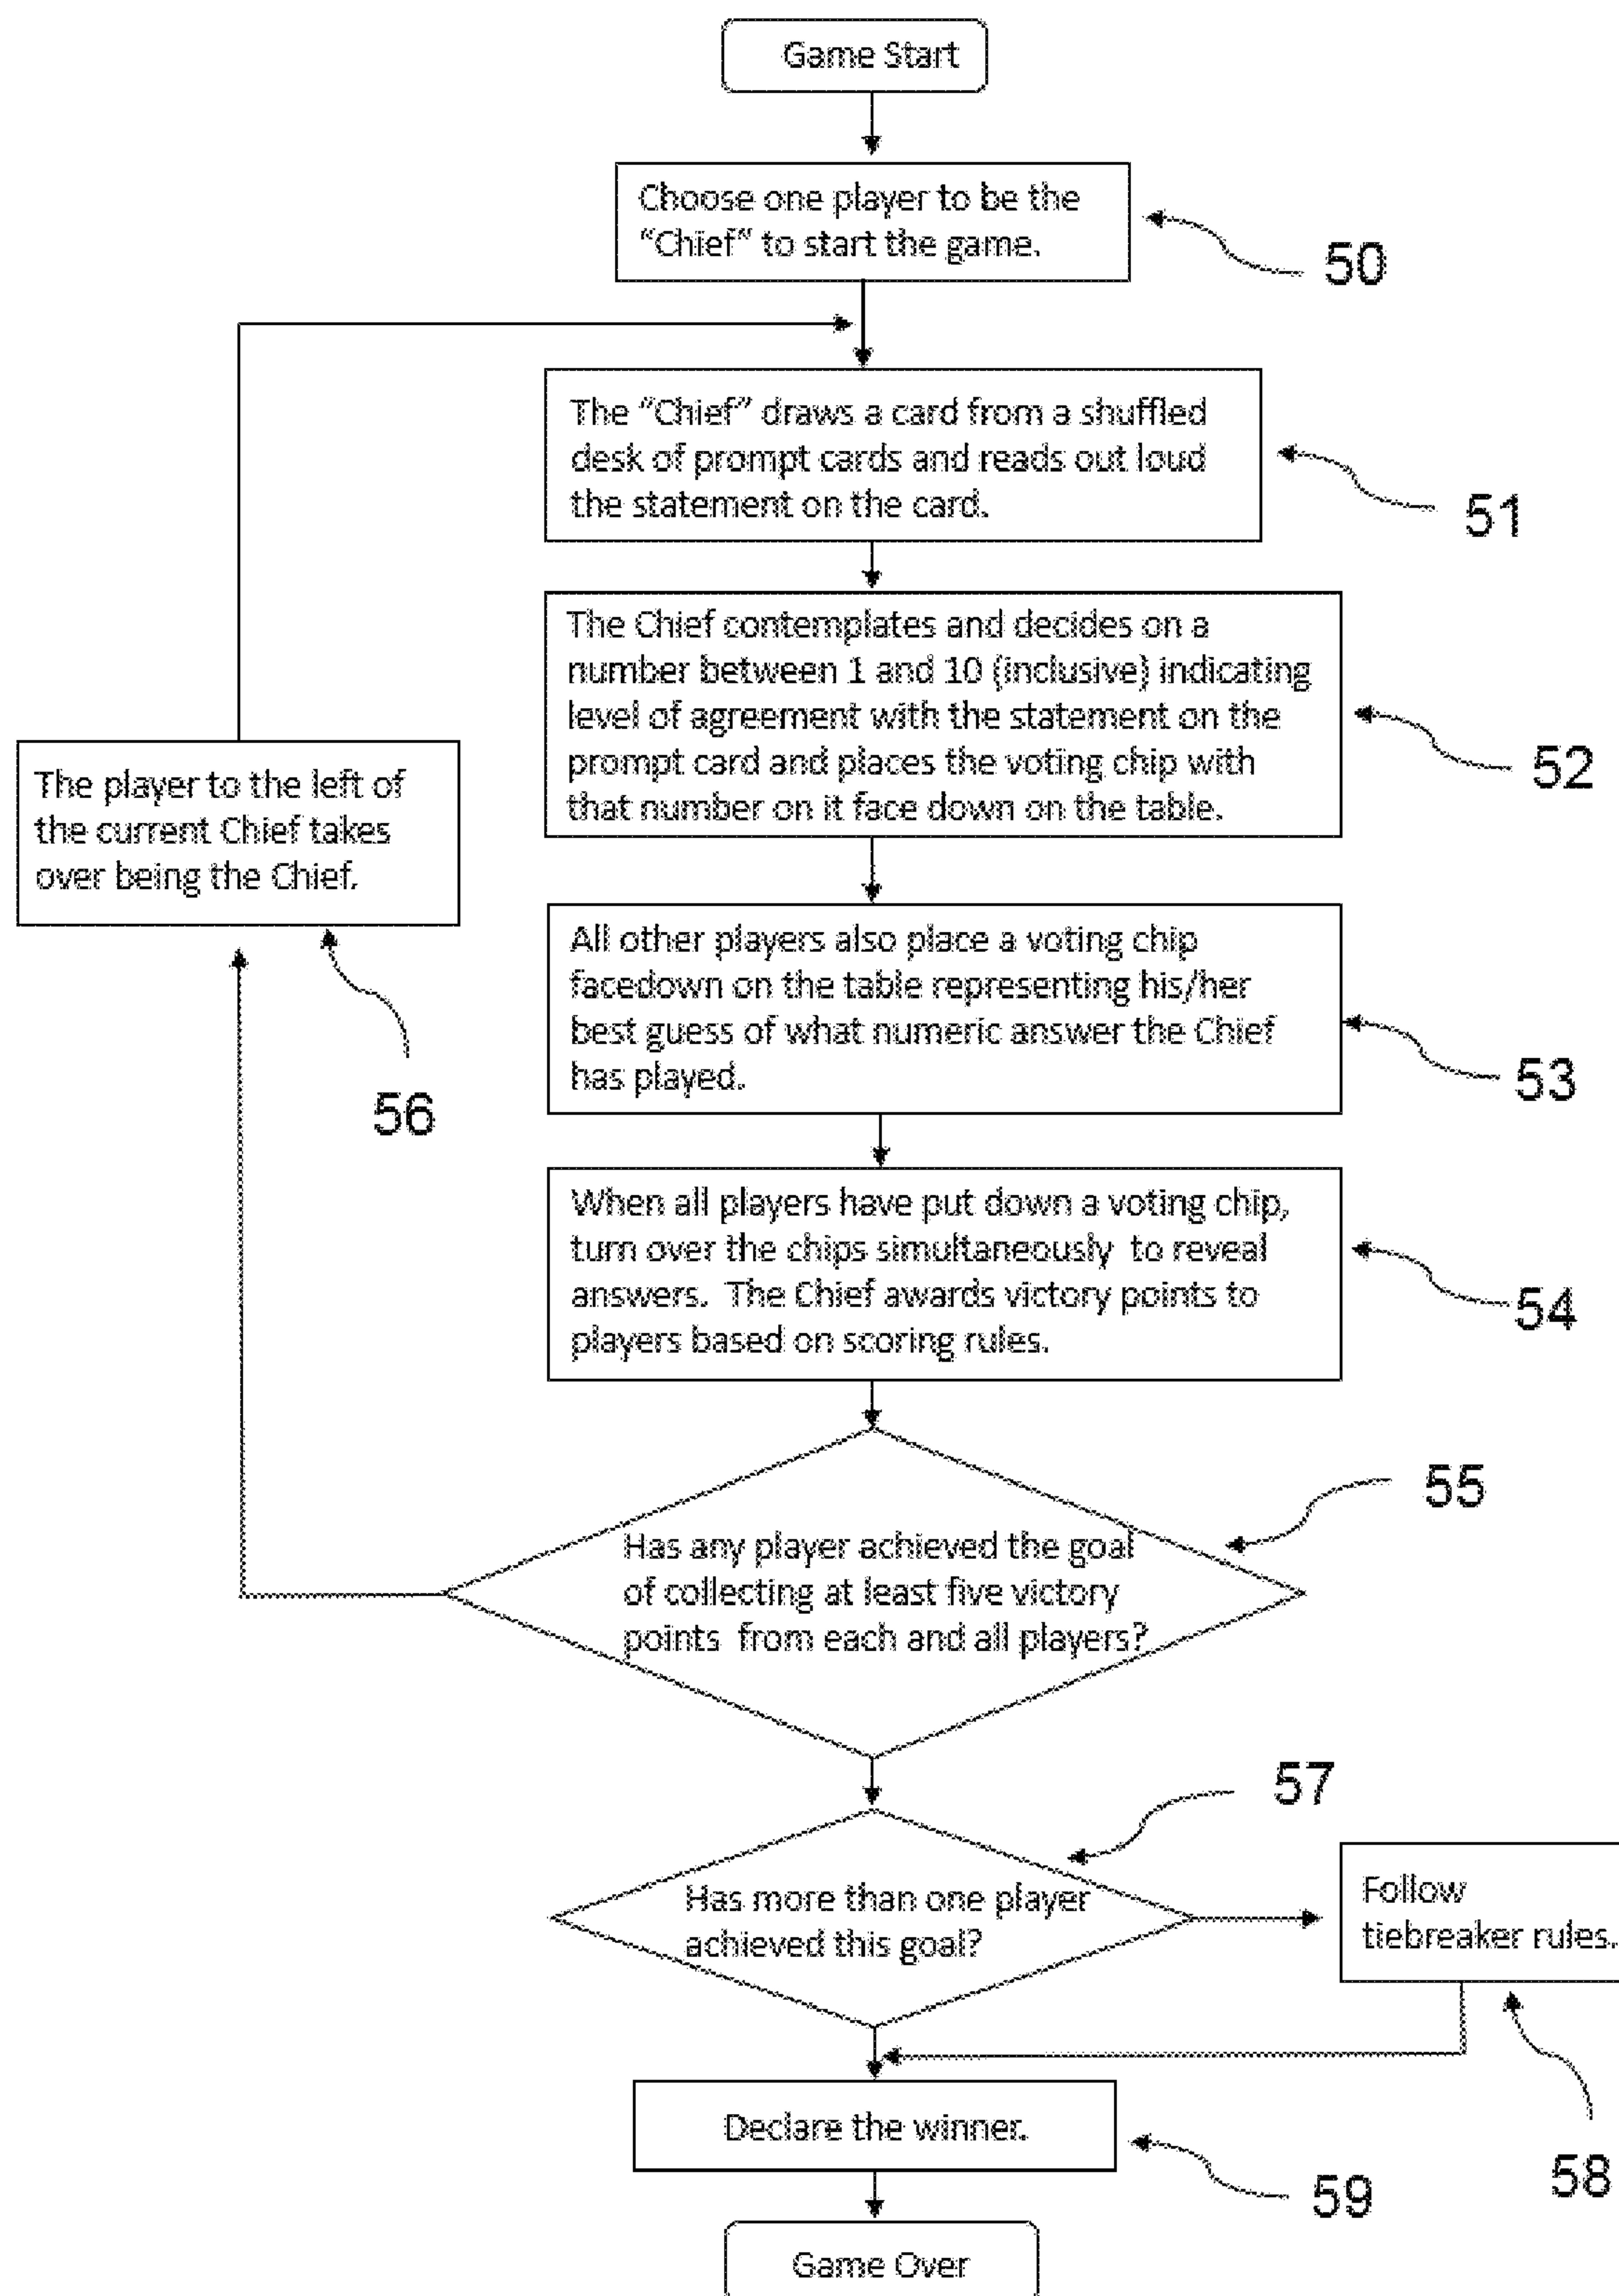 Game Start
Choose one player to be the
“Chief” to start the game.
50
The “Chief” draws a card from a shuffled
desk of prompt cards and reads out loud
the statement on the card.
51
The Chief contemplates and decides on a
number between 1 and 10 (inclusive) indicating
level of agreement with the statement on the
prompt card and places the voting chip with
that number on it face down on the table.
52
The player to the left of
the current Chief takes
over being the Chief.
56
All other players also place a voting chip
facedown on the table representing his/her
best guess of what numeric answer the Chief
has played.
53
When all players have put down a voting chip,
turn over the chips simultaneously to reveal
answers. The Chief awards victory points to
players based on scoring rules.
54
Has any player achieved the goal
of collecting at least five victory
points from each and all players?
55
Has more than one player
achieved this goal?
57
Follow
tiebreaker rules.
58
Declare the winner.
59
Game Over